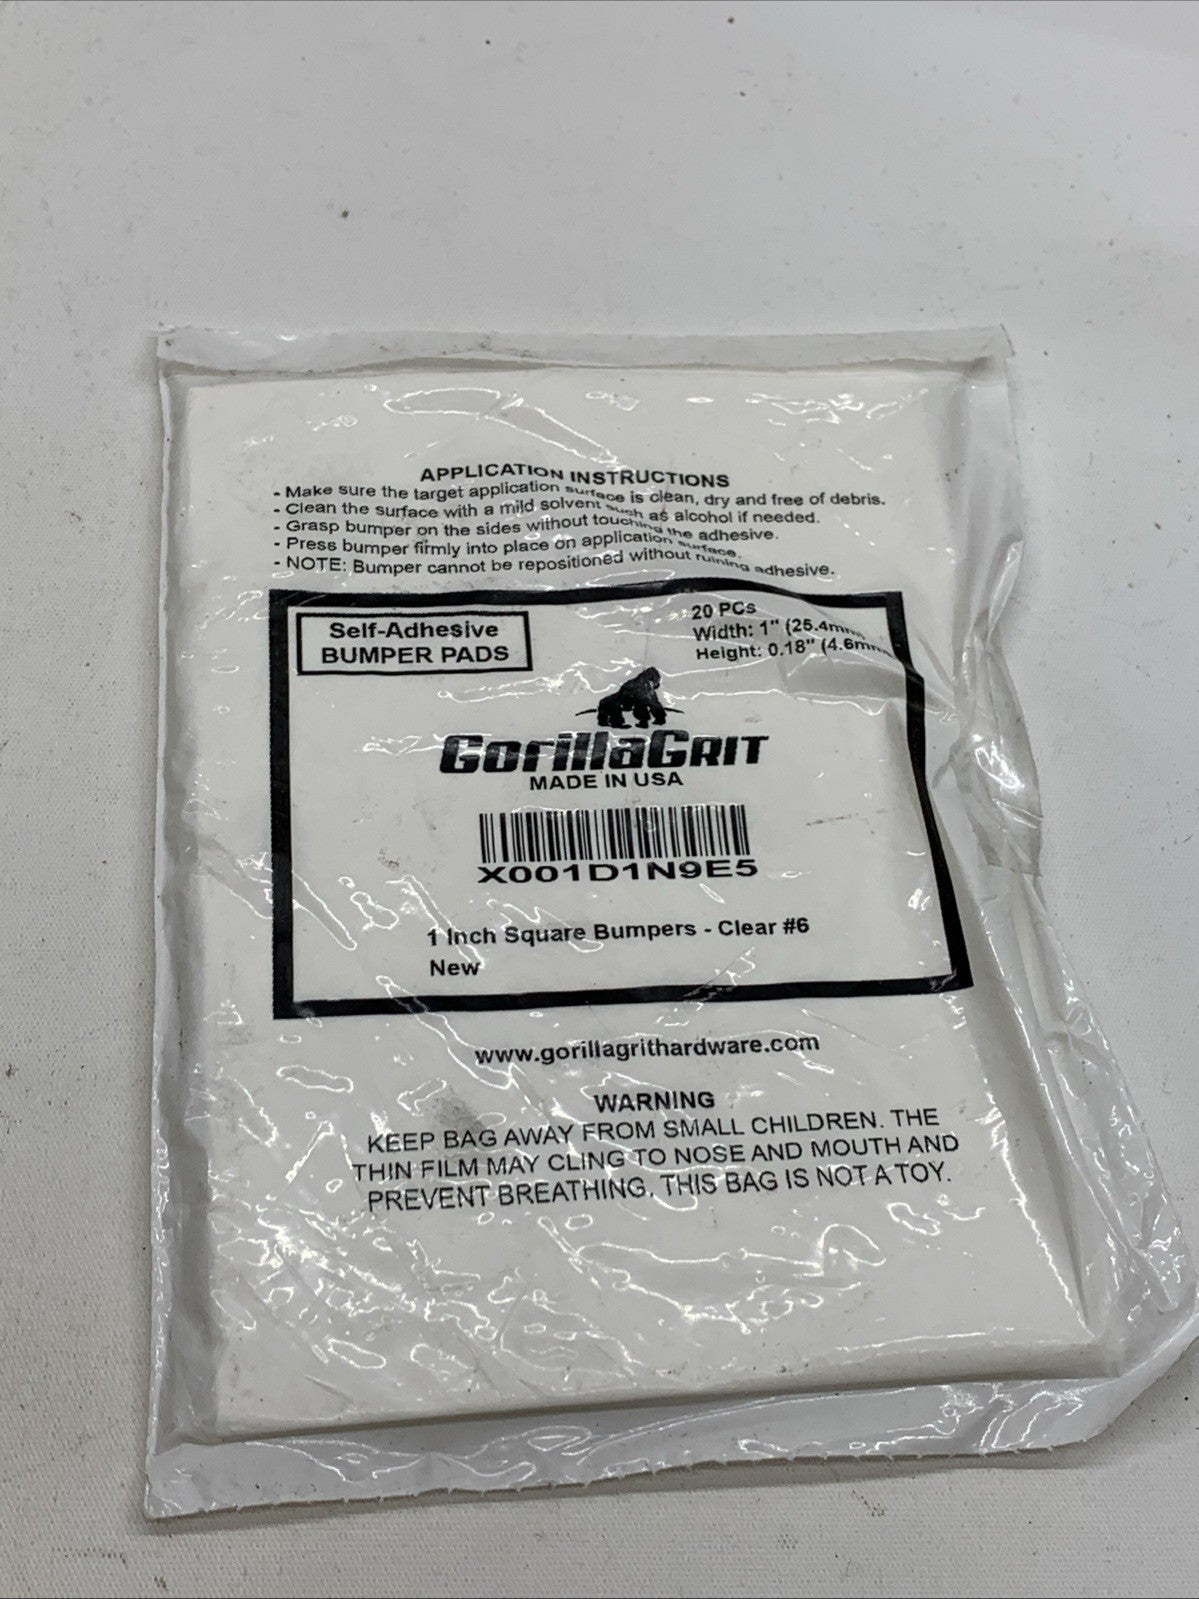 APPLICATION INSTRUCTIONS
- Make sure the target application surface is clean, dry and free of debris.
- Clean the surface with a mild solvent such as alcohol if needed.
- Grasp bumper on the sides without touching the adhesive.
- Press bumper firmly into place on application surface.
- NOTE: Bumper cannot be repositioned without ruining adhesive.
Self-Adhesive
BUMPER PADS
20 PCs
Width: 1" (25.4mm
Height: 0.18" (4.6mm
GorillaGRIT
MADE IN USA
X001D1N9E5
1 Inch Square Bumpers - Clear #6
New
www.gorillagrithardware.com
WARNING
KEEP BAG AWAY FROM SMALL CHILDREN. THE
THIN FILM MAY CLING TO NOSE AND MOUTH AND
PREVENT BREATHING. THIS BAG IS NOT A TOY.